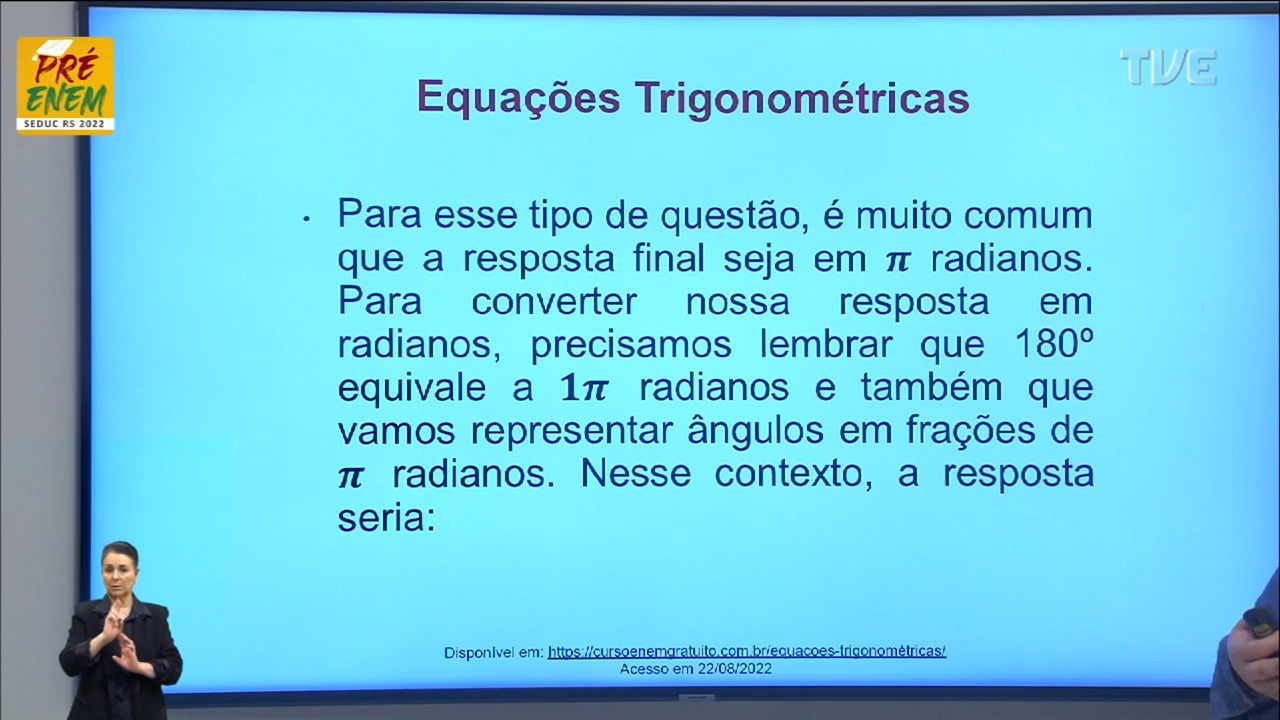 PRÉ
ENEM
SEDUC RS 2022
TVE
Equações Trigonométricas
• Para esse tipo de questão, é muito comum
que a resposta final seja em π radianos.
Para converter nossa resposta em
radianos, precisamos lembrar que 180º
equivale a 1π radianos e também que
vamos representar ângulos em frações de
π radianos. Nesse contexto, a resposta
seria:
Disponível em: https://cursoenemgratuito.com.br/equacoes-trigonométricas/
Acesso em 22/08/2022